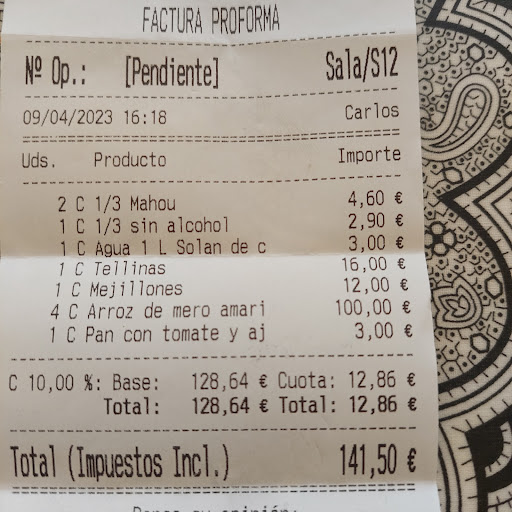 FACTURA PROFORMA
Nº Op.: [Pendiente] Sala/S12
09/04/2023 16:18 Carlos
Uds. Producto Importe
2 C 1/3 Mahou 4,60 €
1 C 1/3 sin alcohol 2,90 €
1 C Agua 1 L Solan de c 3,00 €
1 C Tellinas 16,00 €
1 C Mejillones 12,00 €
4 C Arroz de mero amari 100,00 €
1 C Pan con tomate y aj 3,00 €
C 10,00 %: Base: 128,64 € Cuota: 12,86 €
Total: 128,64 € Total: 12,86 €
Total (Impuestos Incl.) 141,50 €